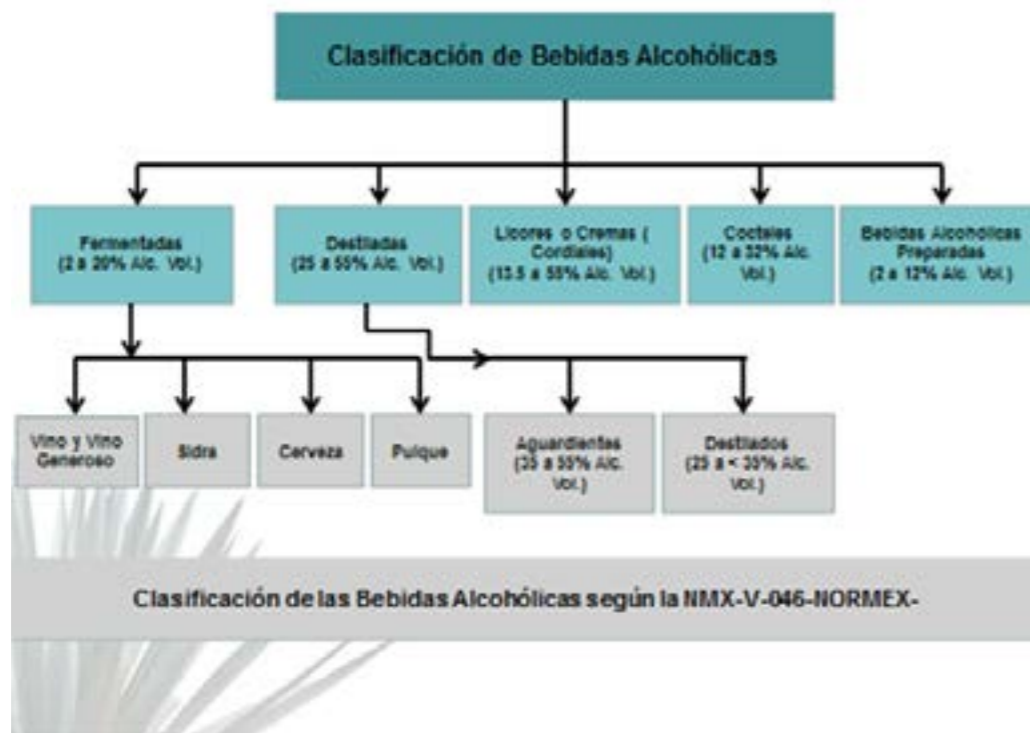 Clasificación de Bebidas Alcohólicas
Fermentadas
(2 a 20% Alc. Vol.)
Destiladas
(25 a 55% Alc. Vol.)
Licores o Cremas (
Cordiales)
(13.5 a 55% Alc. Vol.)
Cocteles
(12 a 32% Alc.
Vol.)
Bebidas Alcohólicas
Preparadas
(2 a 12% Alc. Vol.)
Vino y Vino
Generoso
Sidra
Cerveza
Pulque
Aguardientes
(35 a 55% Alc.
Vol.)
Destilados
(25 a < 35% Alc.
Vol.)
Clasificación de las Bebidas Alcohólicas según la NMX-V-046-NORMEX-